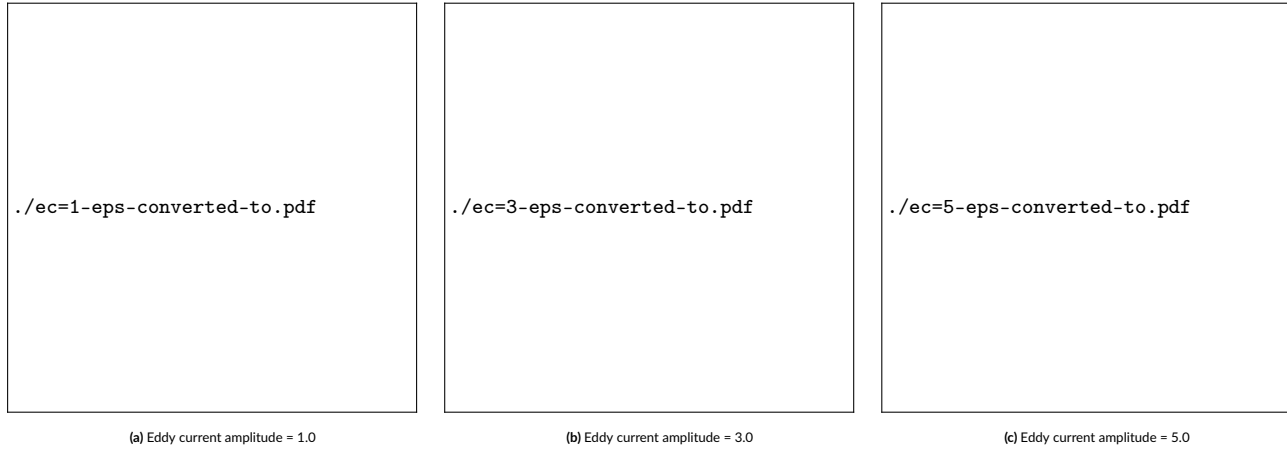 ./ec=1-eps-converted-to.pdf
./ec=3-eps-converted-to.pdf
./ec=5-eps-converted-to.pdf
(a) Eddy current amplitude = 1.0
(b) Eddy current amplitude = 3.0
(c) Eddy current amplitude = 5.0